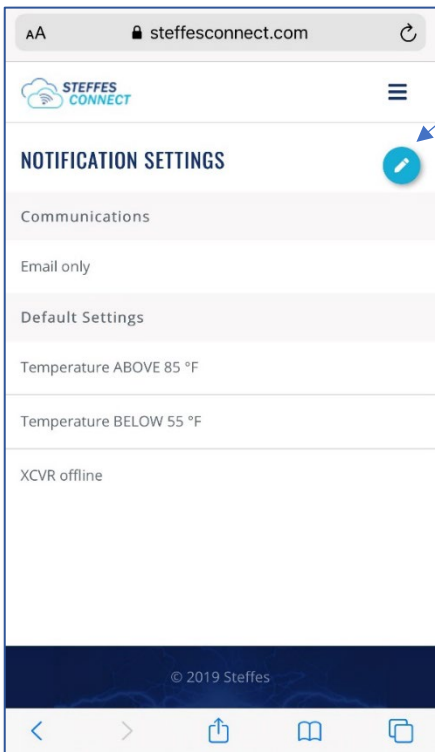 AA steffesconnect.com
STEFFES
CONNECT
NOTIFICATION SETTINGS
Communications
Email only
Default Settings
Temperature ABOVE 85 °F
Temperature BELOW 55 °F
XCVR offline
© 2019 Steffes